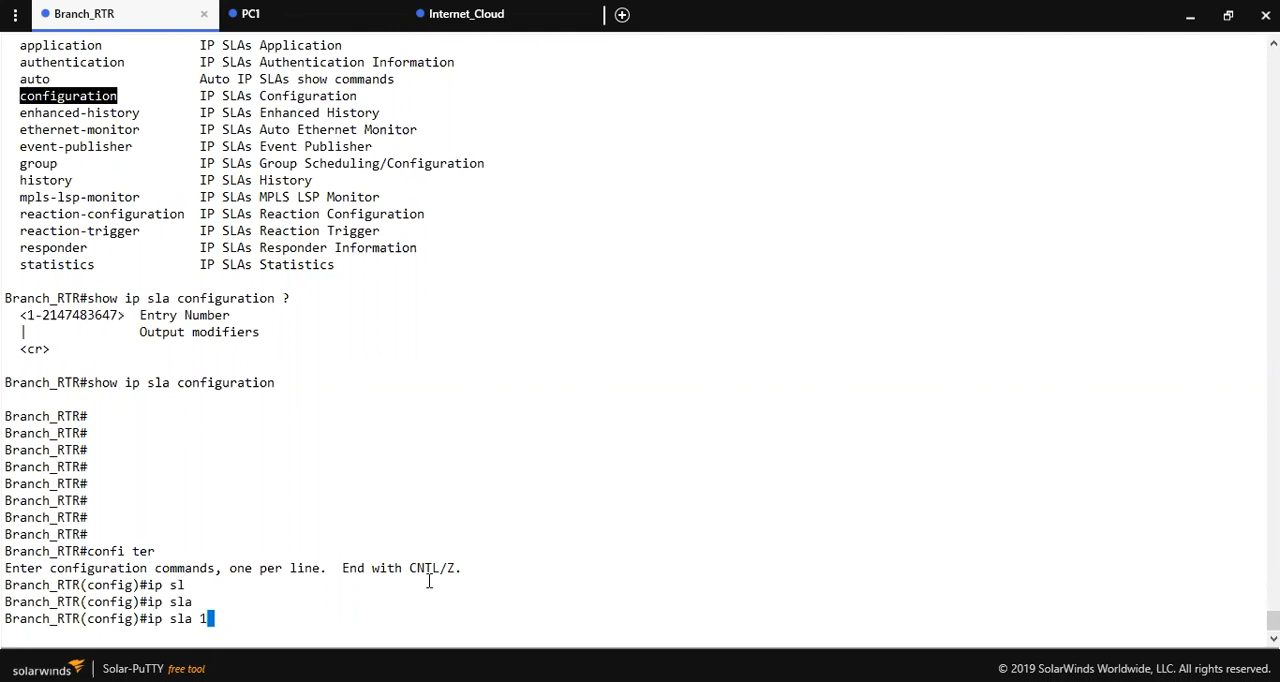 Branch_RTR × PC1 Internet_Cloud
application IP SLAs Application
authentication IP SLAs Authentication Information
auto Auto IP SLAs show commands
configuration IP SLAs Configuration
enhanced-history IP SLAs Enhanced History
ethernet-monitor IP SLAs Auto Ethernet Monitor
event-publisher IP SLAs Event Publisher
group IP SLAs Group Scheduling/Configuration
history IP SLAs History
mpls-lsp-monitor IP SLAs MPLS LSP Monitor
reaction-configuration IP SLAs Reaction Configuration
reaction-trigger IP SLAs Reaction Trigger
responder IP SLAs Responder Information
statistics IP SLAs Statistics
Branch_RTR#show ip sla configuration ?
<1-2147483647> Entry Number
| Output modifiers
<cr>
Branch_RTR#show ip sla configuration
Branch_RTR#
Branch_RTR#
Branch_RTR#
Branch_RTR#
Branch_RTR#
Branch_RTR#
Branch_RTR#
Branch_RTR#
Branch_RTR#confi ter
Enter configuration commands, one per line. End with CNTL/Z.
Branch_RTR(config)#ip sl
Branch_RTR(config)#ip sla
Branch_RTR(config)#ip sla 1
solarwinds | Solar-PuTTY free tool © 2019 SolarWinds Worldwide, LLC. All rights reserved.